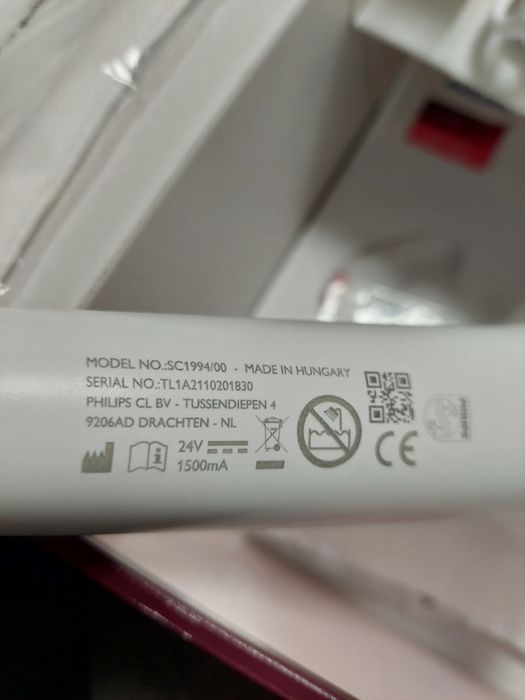 MODEL NO.:SC1994/00 - MADE IN HUNGARY
SERIAL NO.:TL1A2110201830
PHILIPS CL BV - TUSSENDIEPEN 4
9206AD DRACHTEN - NL
24V
1500mA
CE
PHILIPS